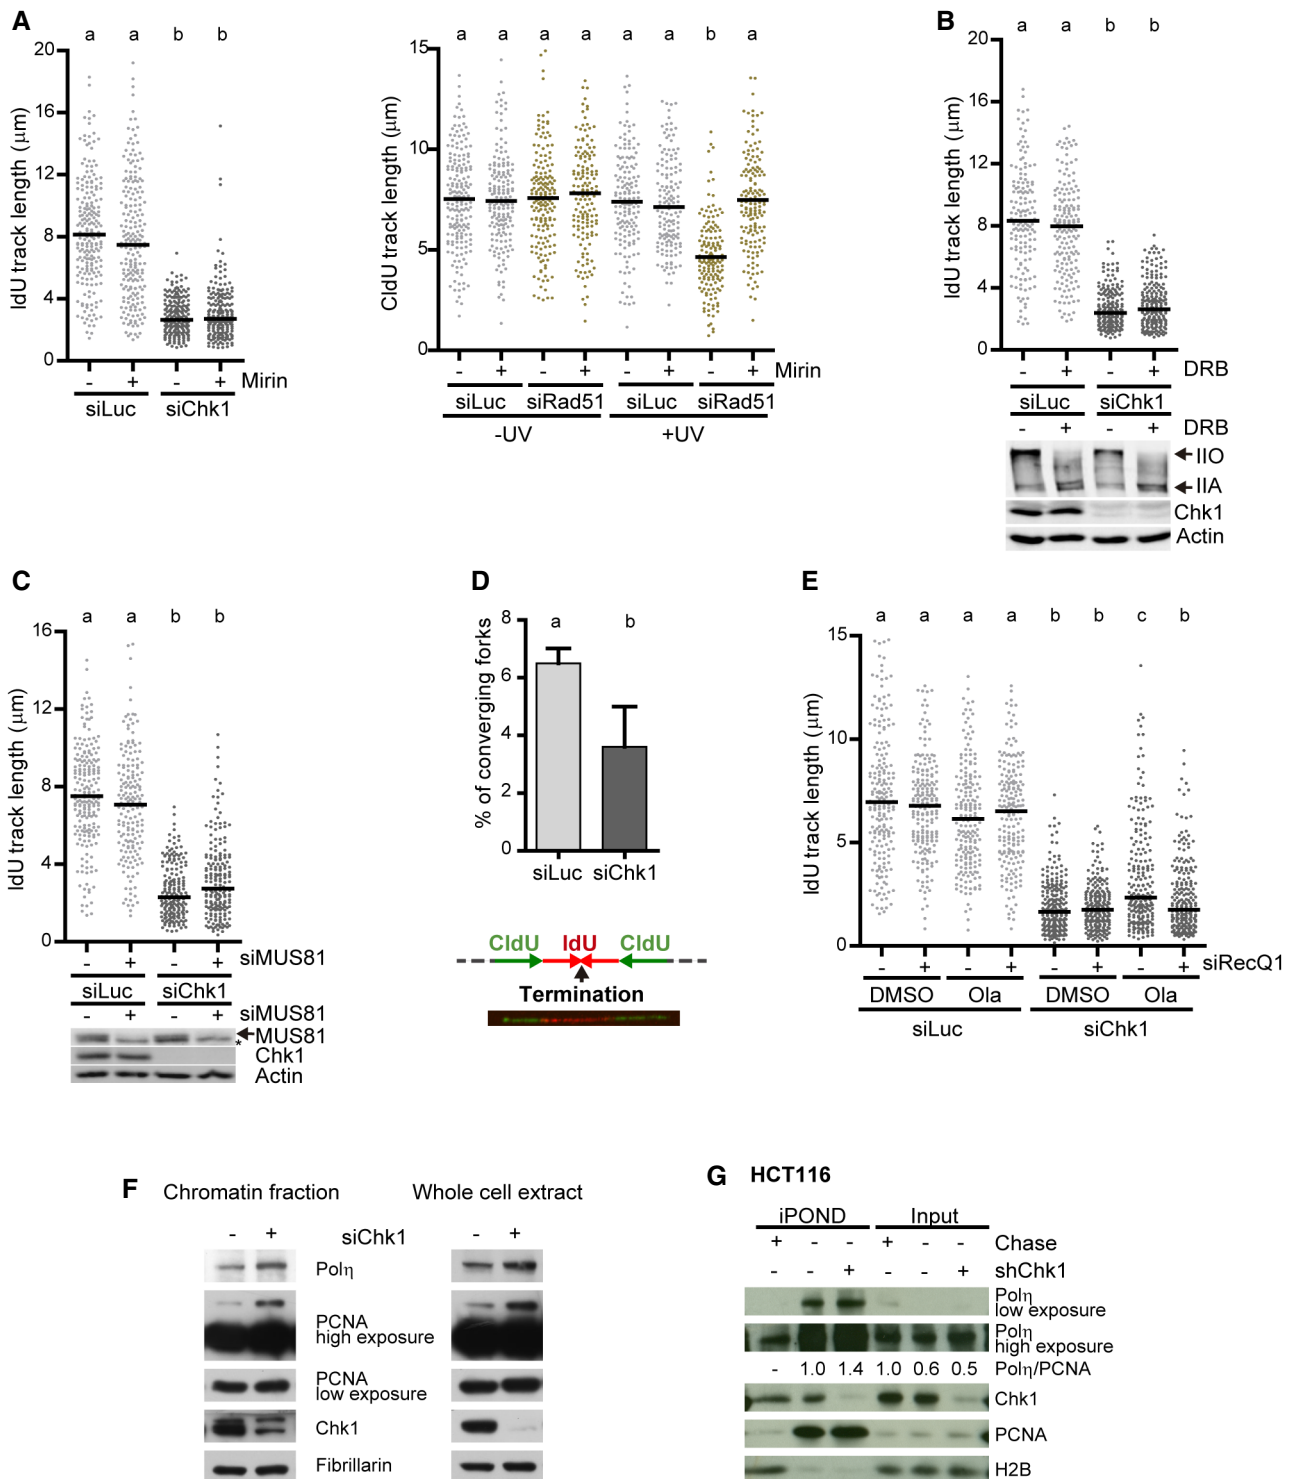 A
a a b b
20
16
12
8
4
0
IdU track length (μm)
- + - + Mirin
siLuc siChk1
a a a a a a b a
15
10
5
0
CldU track length (μm)
- + - + - + - + Mirin
siLuc siRad51 siLuc siRad51
-UV +UV
B
a a b b
20
16
12
8
4
0
IdU track length (μm)
- + - + DRB
siLuc siChk1
- + - + DRB
IIO
IIA
Chk1
Actin
C
a a b b
16
12
8
4
0
IdU track length (μm)
- + - + siMUS81
siLuc siChk1
- + - + siMUS81
MUS81
*
Chk1
Actin
D
a b
8
6
4
2
0
% of converging forks
siLuc siChk1
CldU IdU CldU
Termination
E
a a a a b b c b
15
10
5
0
IdU track length (μm)
- + - + - + - + siRecQ1
DMSO Ola DMSO Ola
siLuc siChk1
F
Chromatin fraction Whole cell extract
- + siChk1 - +
Polη
PCNA
high exposure
PCNA
low exposure
Chk1
Fibrillarin
G HCT116
iPOND Input
+ - - + - - Chase
- - + - - + shChk1
Polη
low exposure
Polη
high exposure
- 1.0 1.4 1.0 0.6 0.5 Polη/PCNA
Chk1
PCNA
H2B